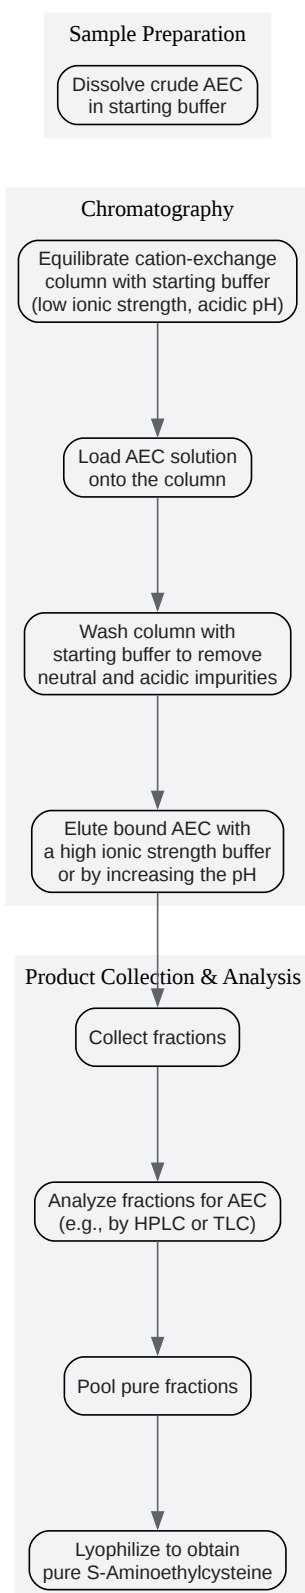 Sample Preparation
Dissolve crude AEC
in starting buffer
Chromatography
Equilibrate cation-exchange
column with starting buffer
(low ionic strength, acidic pH)
Load AEC solution
onto the column
Wash column with
starting buffer to remove
neutral and acidic impurities
Elute bound AEC with
a high ionic strength buffer
or by increasing the pH
Product Collection & Analysis
Collect fractions
Analyze fractions for AEC
(e.g., by HPLC or TLC)
Pool pure fractions
Lyophilize to obtain
pure S-Aminoethylcysteine